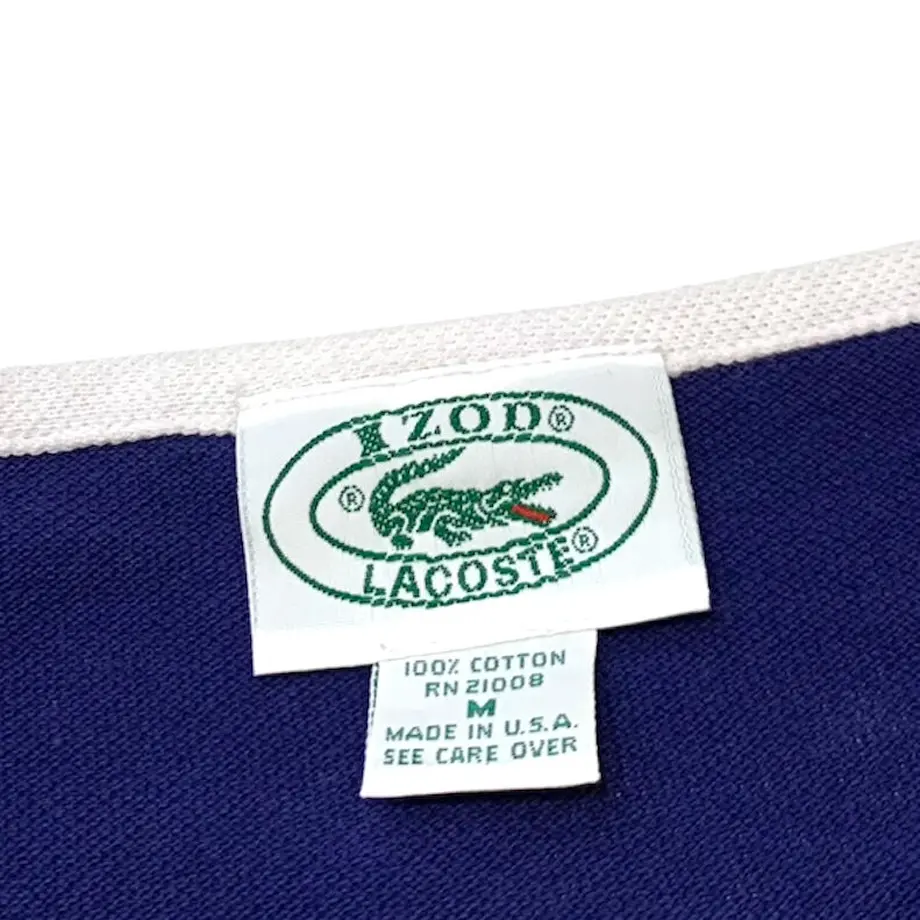 IZOD®
®
LACOSTE®
100% COTTON
RN 21008
M
MADE IN U.S.A.
SEE CARE OVER